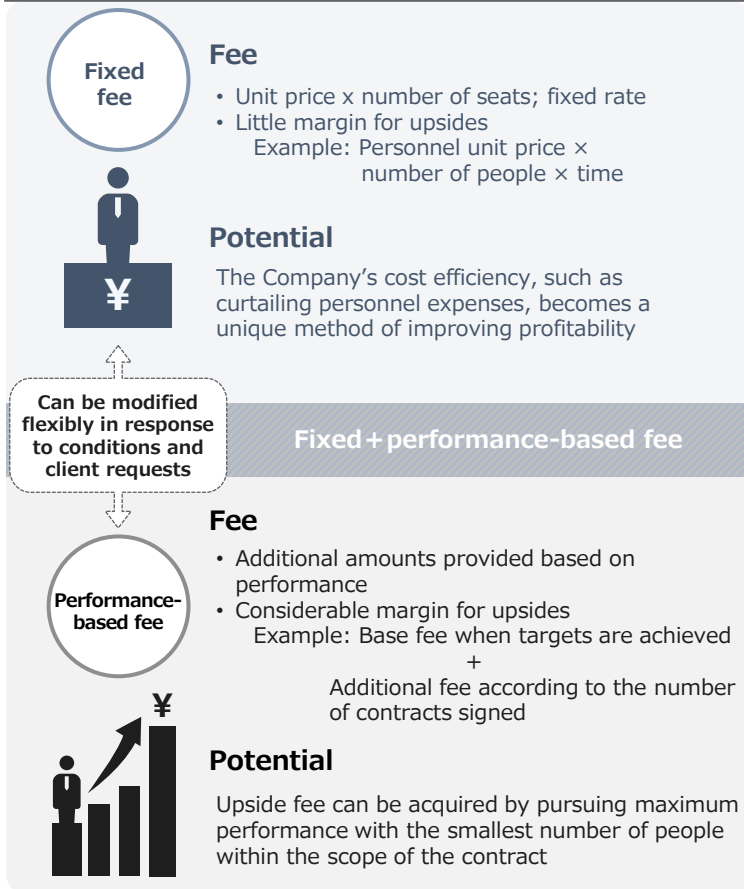 Fixed
fee
Fee
• Unit price x number of seats; fixed rate
• Little margin for upsides
Example: Personnel unit price ×
number of people × time
¥
Potential
The Company’s cost efficiency, such as
curtailing personnel expenses, becomes a
unique method of improving profitability
Can be modified
flexibly in response
to conditions and
client requests
Fixed+performance-based fee
Performance-
based fee
Fee
• Additional amounts provided based on
performance
• Considerable margin for upsides
Example: Base fee when targets are achieved
+
Additional fee according to the number
of contracts signed
¥
Potential
Upside fee can be acquired by pursuing maximum
performance with the smallest number of people
within the scope of the contract